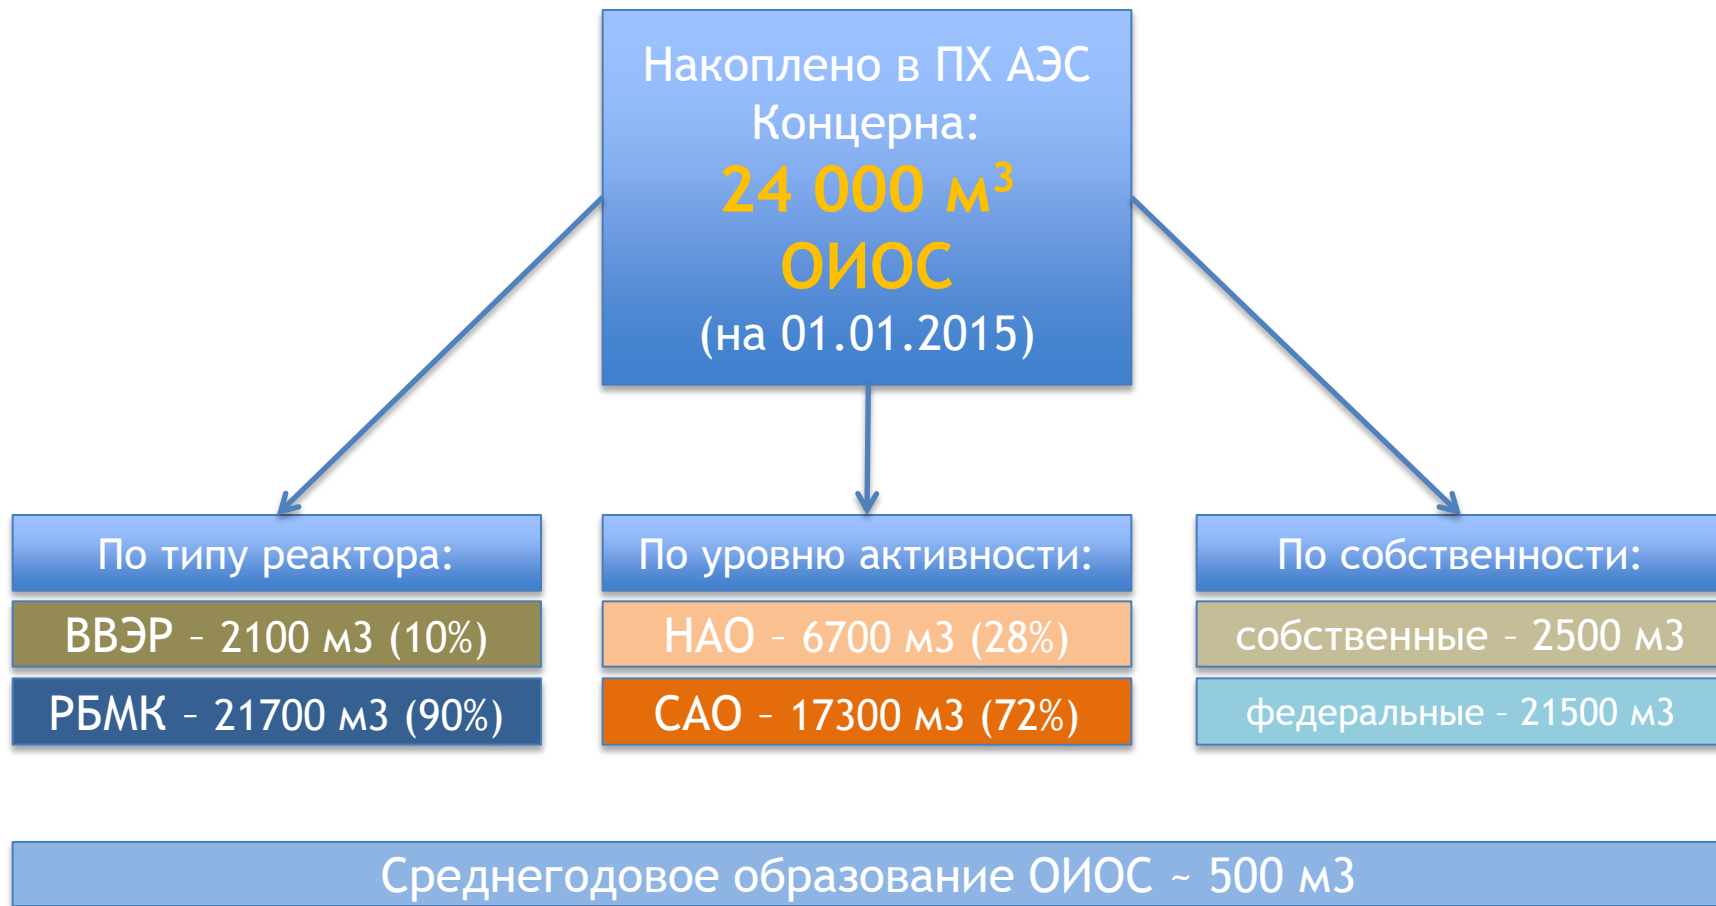 Накоплено в ПХ АЭС
Концерна:
24 000 м³
ОИОС
(на 01.01.2015)
По типу реактора:
ВВЭР – 2100 м3 (10%)
РБМК – 21700 м3 (90%)
По уровню активности:
НАО – 6700 м3 (28%)
САО – 17300 м3 (72%)
По собственности:
собственные – 2500 м3
федеральные – 21500 м3
Среднегодовое образование ОИОС ~ 500 м3